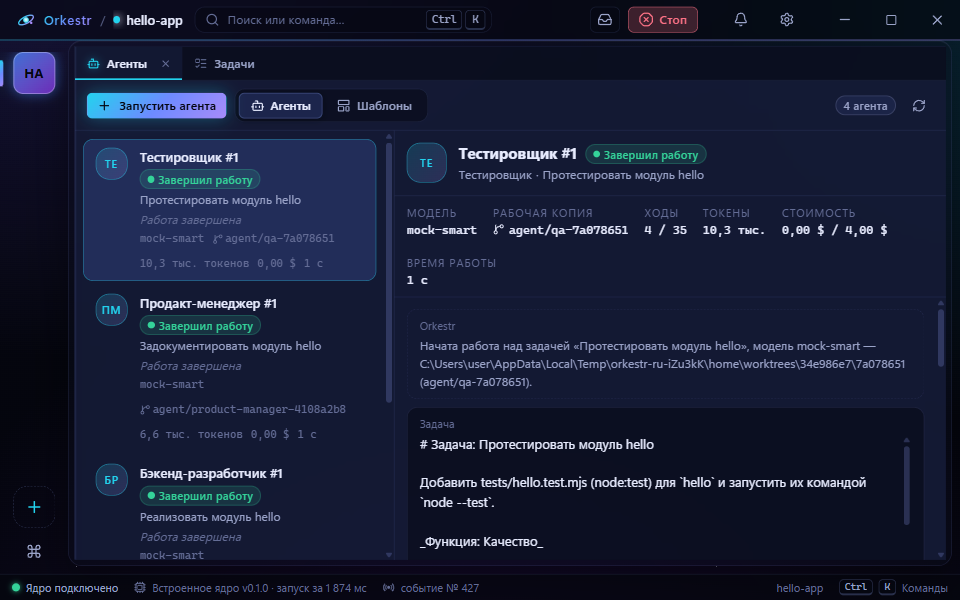 Orkestr / hello-app
Поиск или команда...
Ctrl K
Стоп
HA
Агенты
Задачи
Запустить агента
Агенты
Шаблоны
4 агента
ТЕ
Тестировщик #1
Завершил работу
Протестировать модуль hello
Работа завершена
mock-smart agent/qa-7a078651
10,3 тыс. токенов 0,00 $ 1 с
ПМ
Продакт-менеджер #1
Завершил работу
Задокументировать модуль hello
Работа завершена
mock-smart
agent/product-manager-4108a2b8
6,6 тыс. токенов 0,00 $ 1 с
БР
Бэкенд-разработчик #1
Завершил работу
Реализовать модуль hello
Работа завершена
mock-smart
ТЕ
Тестировщик #1
Завершил работу
Тестировщик · Протестировать модуль hello
МОДЕЛЬ
mock-smart
РАБОЧАЯ КОПИЯ
agent/qa-7a078651
ХОДЫ
4 / 35
ТОКЕНЫ
10,3 тыс.
СТОИМОСТЬ
0,00 $ / 4,00 $
ВРЕМЯ РАБОТЫ
1 с
Orkestr
Начата работа над задачей «Протестировать модуль hello», модель mock-smart —
C:\Users\user\AppData\Local\Temp\orkestr-ru-iZu3kK\home\worktrees\34e986e7\7a078651
(agent/qa-7a078651).
Задача
# Задача: Протестировать модуль hello
Добавить tests/hello.test.mjs (node:test) для `hello` и запустить их командой
`node --test`.
_Функция: Качество_
Ядро подключено
Встроенное ядро v0.1.0 · запуск за 1 874 мс
событие № 427
hello-app
Ctrl K Команды